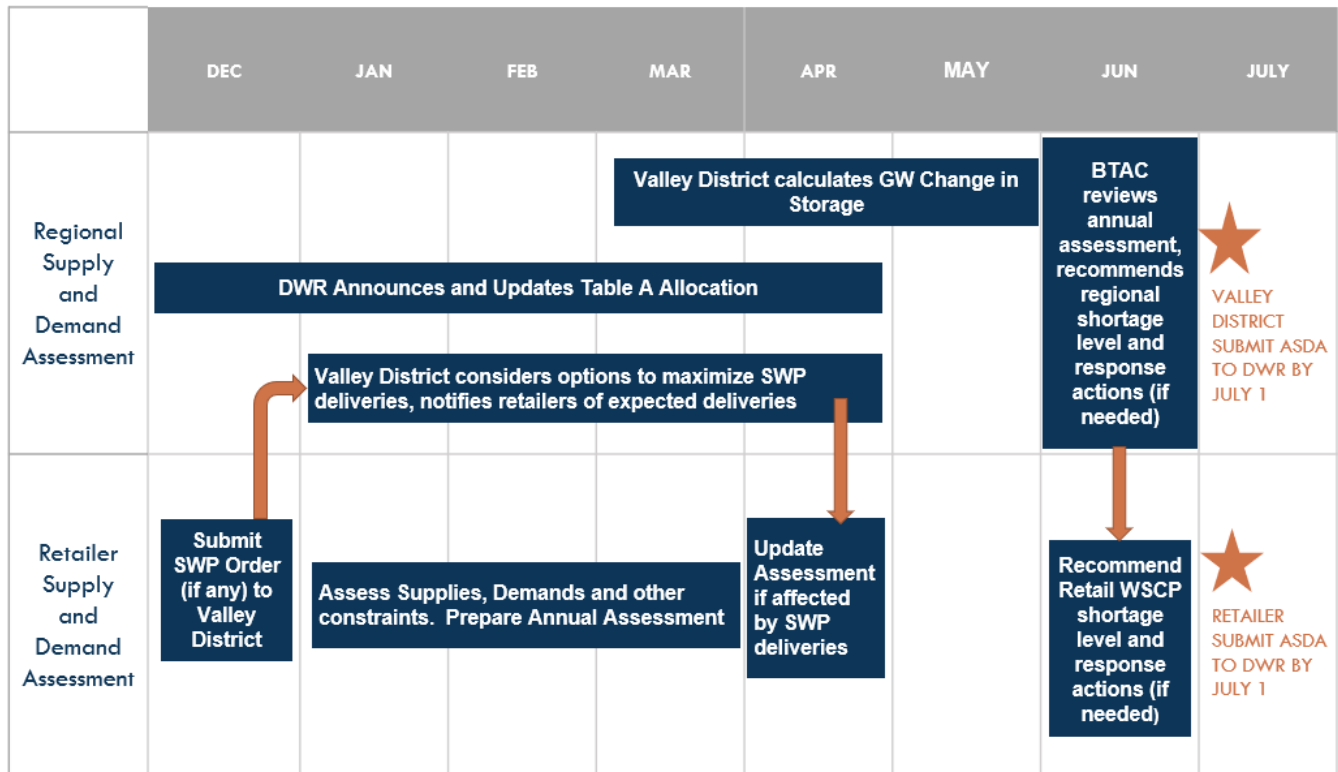 DEC
JAN
FEB
MAR
APR
MAY
JUN
JULY
Regional
Supply
and
Demand
Assessment
Valley District calculates GW Change in
Storage
DWR Announces and Updates Table A Allocation
Valley District considers options to maximize SWP
deliveries, notifies retailers of expected deliveries
BTAC
reviews
annual
assessment,
recommends
regional
shortage
level and
response
actions (if
needed)
VALLEY
DISTRICT
SUBMIT ASDA
TO DWR BY
JULY 1
Retailer
Supply
and
Demand
Assessment
Submit
SWP Order
(if any) to
Valley
District
Assess Supplies, Demands and other
constraints.  Prepare Annual Assessment
Update
Assessment
if affected
by SWP
deliveries
Recommend
Retail WSCP
shortage
level and
response
actions (if
needed)
RETAILER
SUBMIT ASDA
TO DWR BY
JULY 1